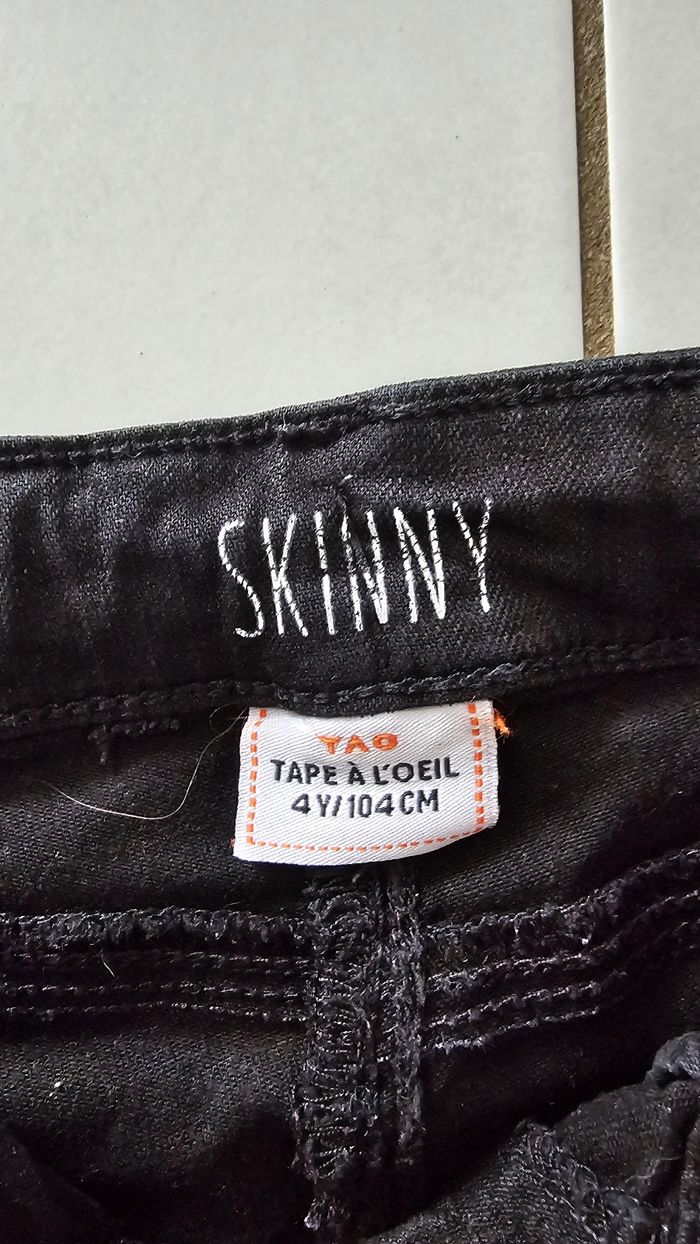 SKINNY
TAO
TAPE À L'OEIL
4Y/104CM